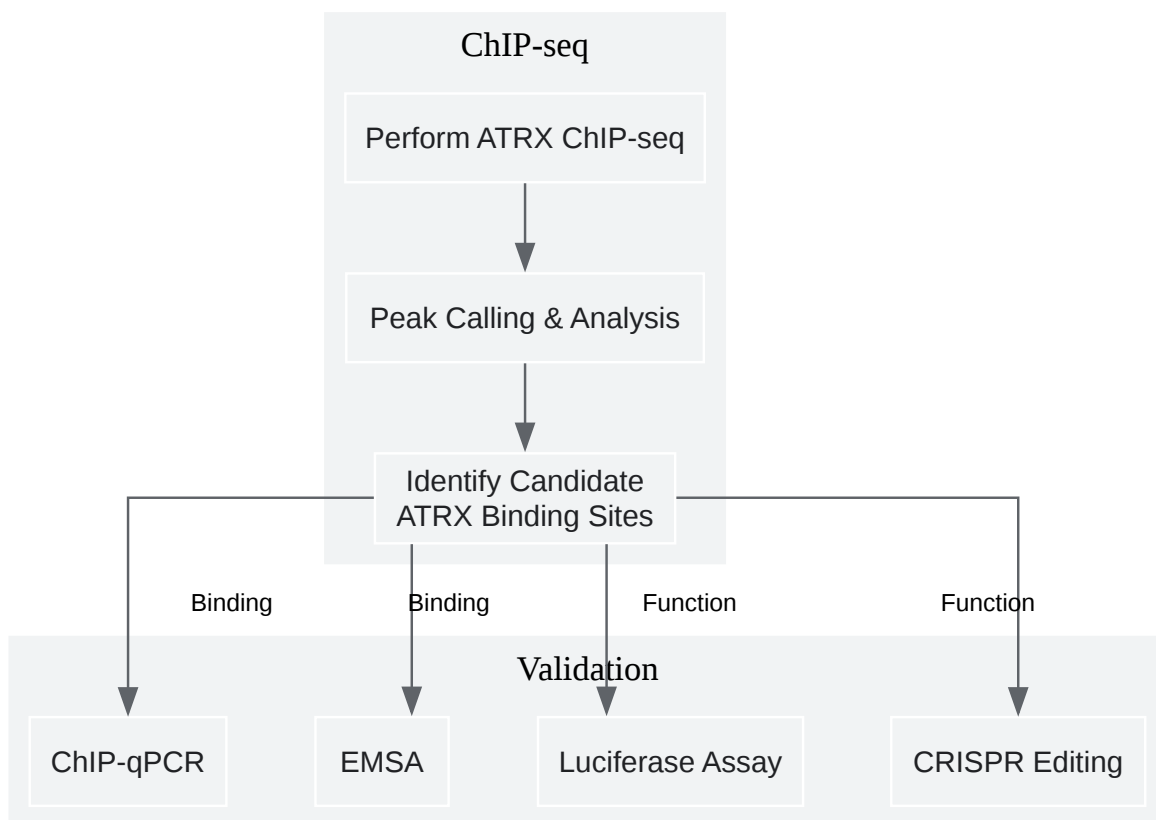 ChIP-seq
Perform ATRX ChIP-seq
Peak Calling & Analysis
Identify Candidate
ATRX Binding Sites
Binding
Binding
Function
Function
Validation
ChIP-qPCR
EMSA
Luciferase Assay
CRISPR Editing